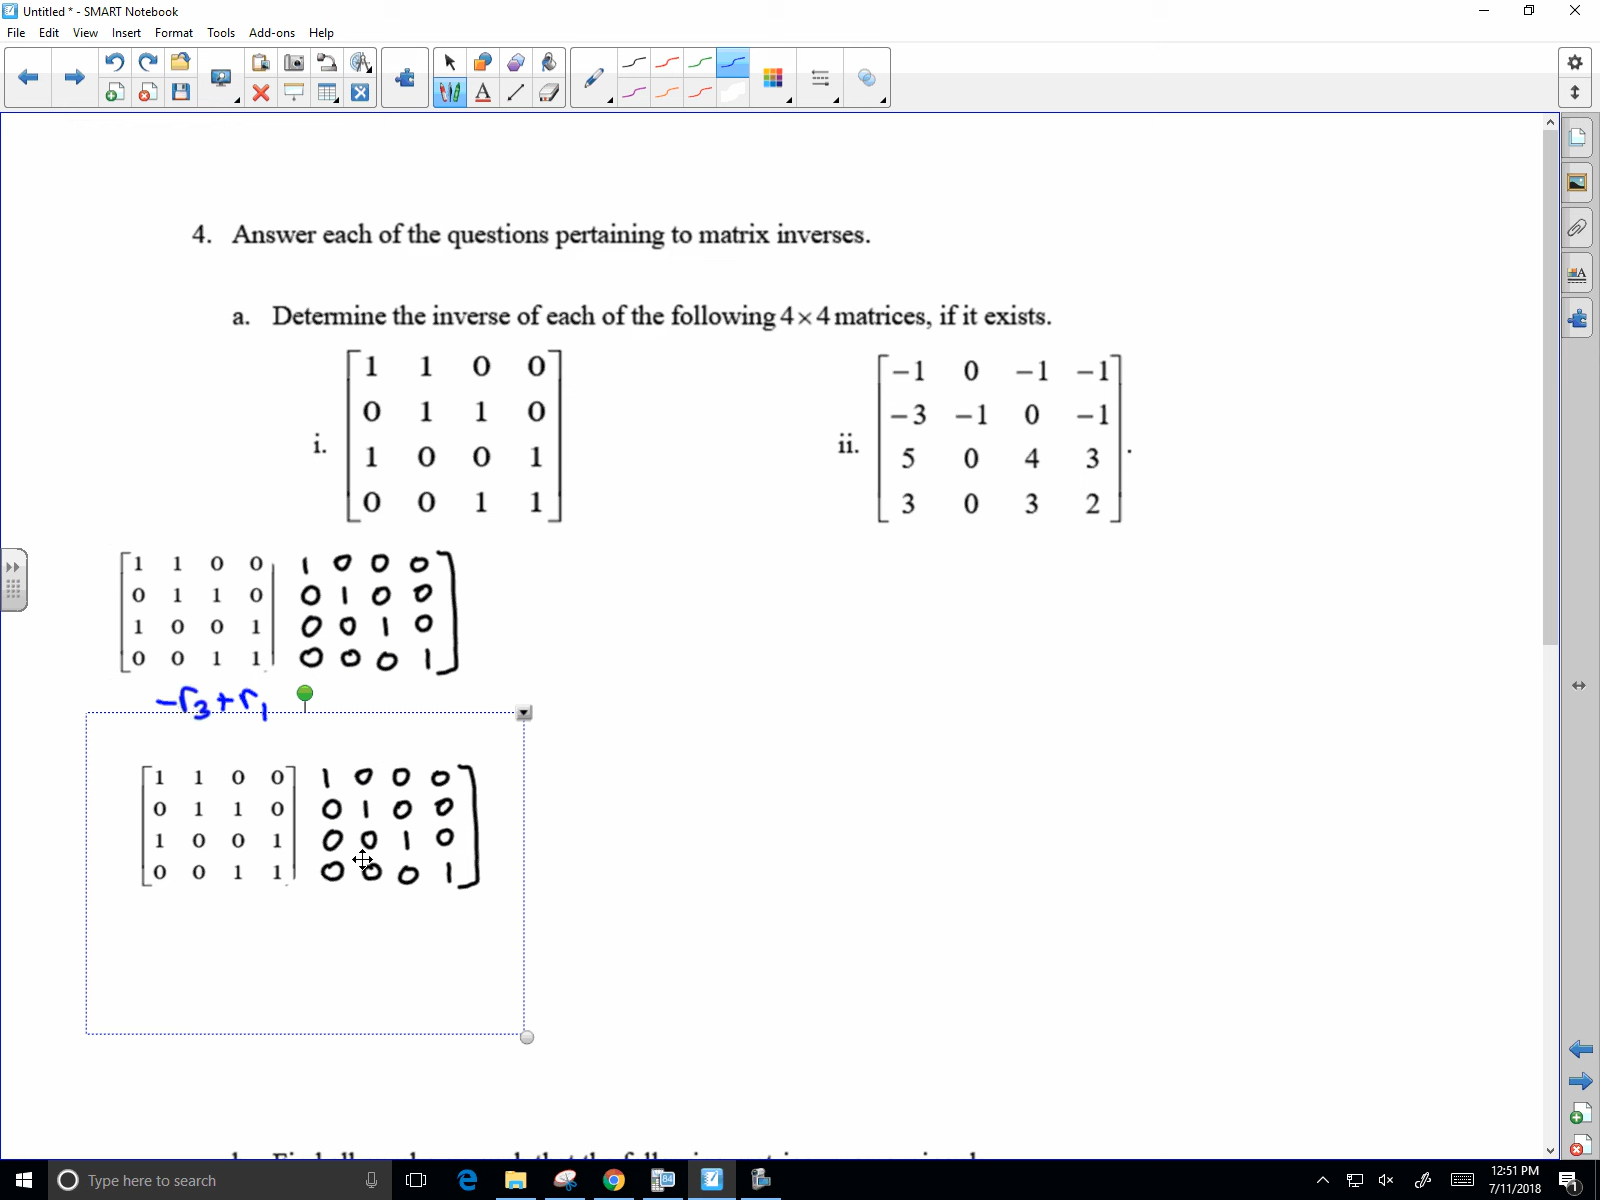 Untitled * - SMART Notebook
File Edit View Insert Format Tools Add-ons Help
4. Answer each of the questions pertaining to matrix inverses.
a. Determine the inverse of each of the following 4×4 matrices, if it exists.
i.
1 1 0 0
0 1 1 0
1 0 0 1
0 0 1 1
ii.
−1 0 −1 −1
−3 −1 0 −1
5 0 4 3
3 0 3 2
.
1 1 0 0 | 1 0 0 0
0 1 1 0 | 0 1 0 0
1 0 0 1 | 0 0 1 0
0 0 1 1 | 0 0 0 1
-r3+r1
1 1 0 0 | 1 0 0 0
0 1 1 0 | 0 1 0 0
1 0 0 1 | 0 0 1 0
0 0 1 1 | 0 0 0 1
Type here to search
12:51 PM
7/11/2018